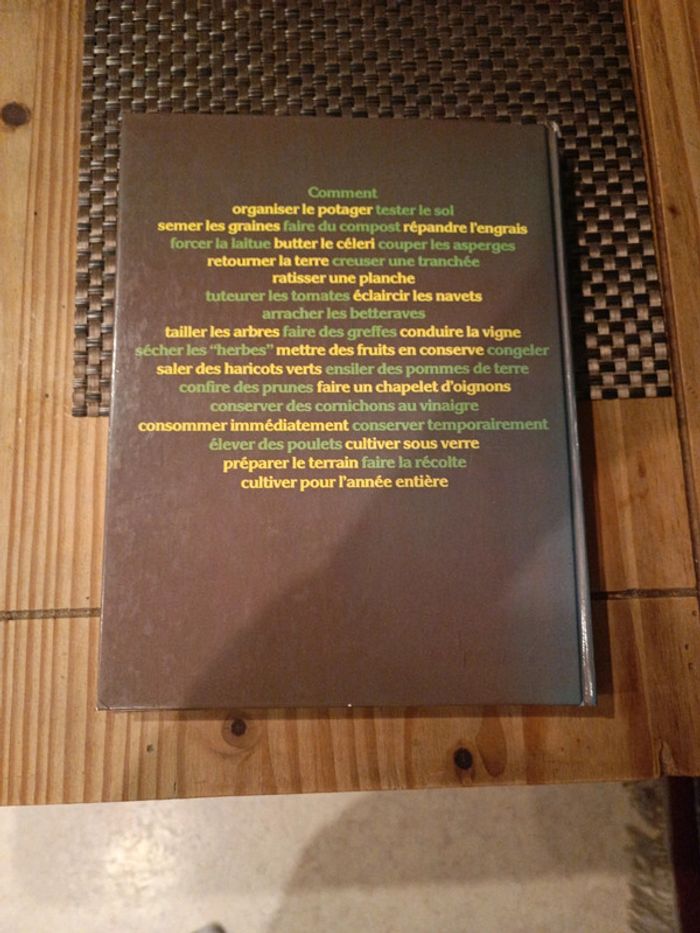 Comment
organiser le potager tester le sol
semer les graines faire du compost répandre l'engrais
forcer la laitue butter le céleri couper les asperges
retourner la terre creuser une tranchée
ratisser une planche
tuteurer les tomates éclaircir les navets
arracher les betteraves
tailler les arbres faire des greffes conduire la vigne
sécher les "herbes" mettre des fruits en conserve congeler
saler des haricots verts ensiler des pommes de terre
confire des prunes faire un chapelet d'oignons
conserver des cornichons au vinaigre
consommer immédiatement conserver temporairement
élever des poulets cultiver sous verre
préparer le terrain faire la récolte
cultiver pour l'année entière